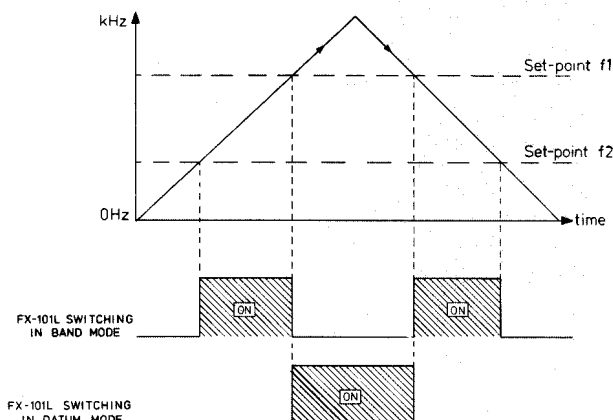 kHz
Set-point f1
Set-point f2
0Hz
time
ON
ON
FX-101L SWITCHING
IN BAND MODE
ON
FX-101L SWITCHING
IN DATUM MODE